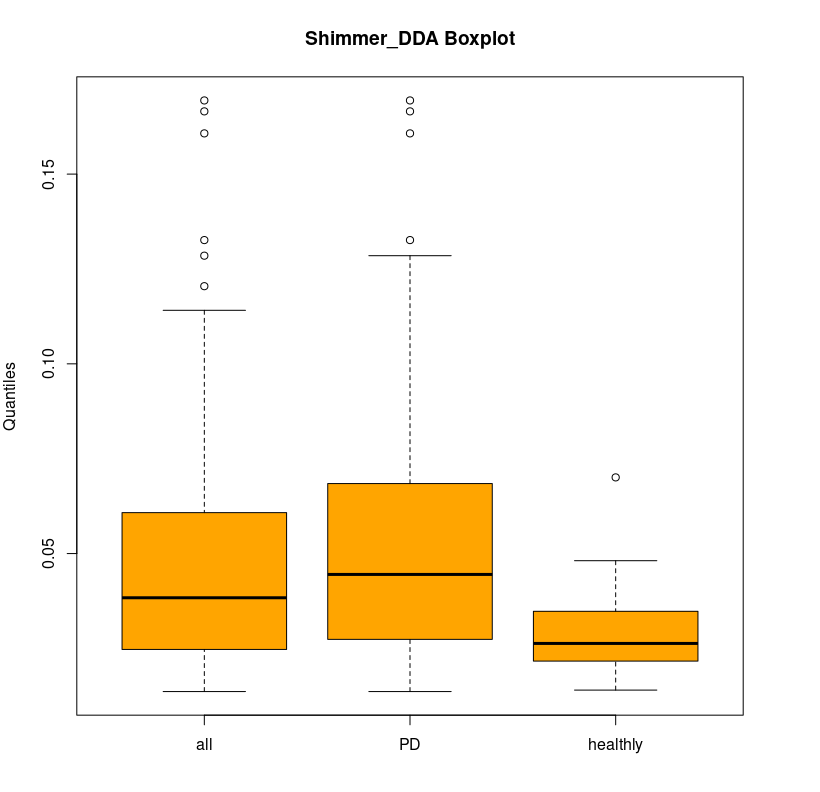 Shimmer_DDA Boxplot
0.15
0.10
0.05
Quantiles
all PD healthly